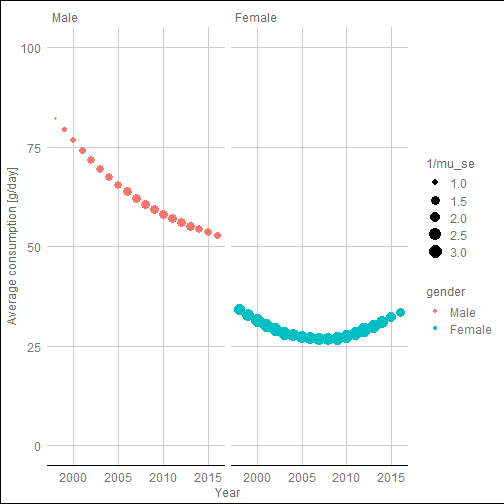 Male Female
100
75
50
25
0
Average consumption [g/day]
2000 2005 2010 2015 2000 2005 2010 2015
Year
1/mu_se
1.0
1.5
2.0
2.5
3.0
gender
Male
Female